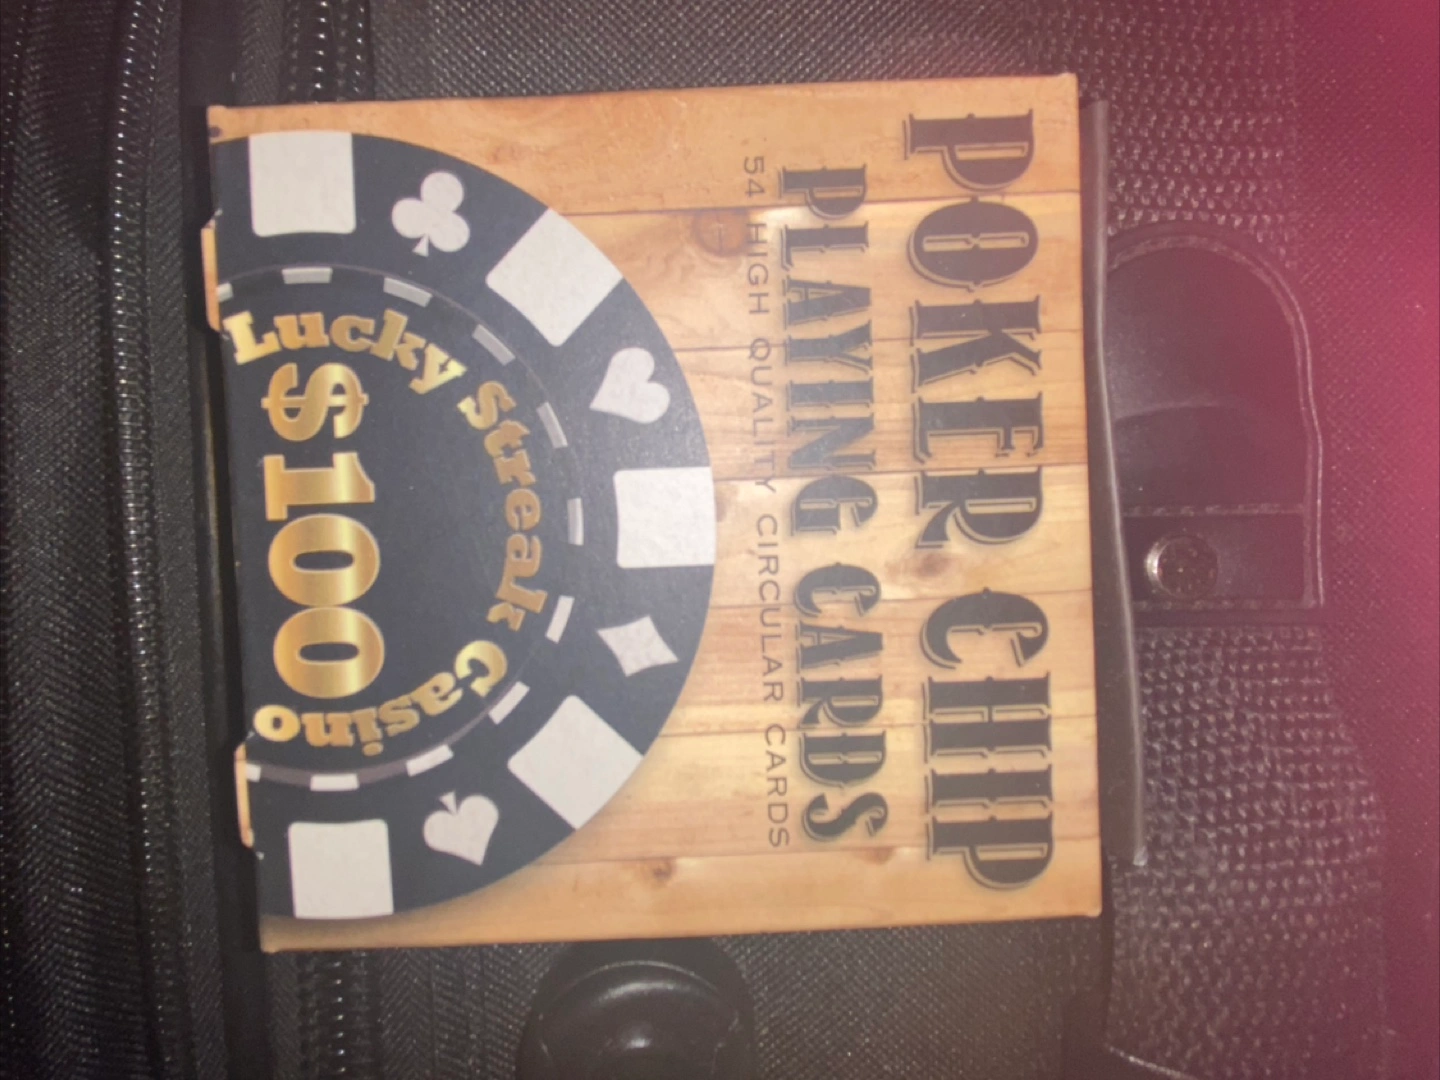 POKER CHIP
PLAYING CARDS
54 HIGH QUALITY CIRCULAR CARDS
Lucky Streak Casino
$100